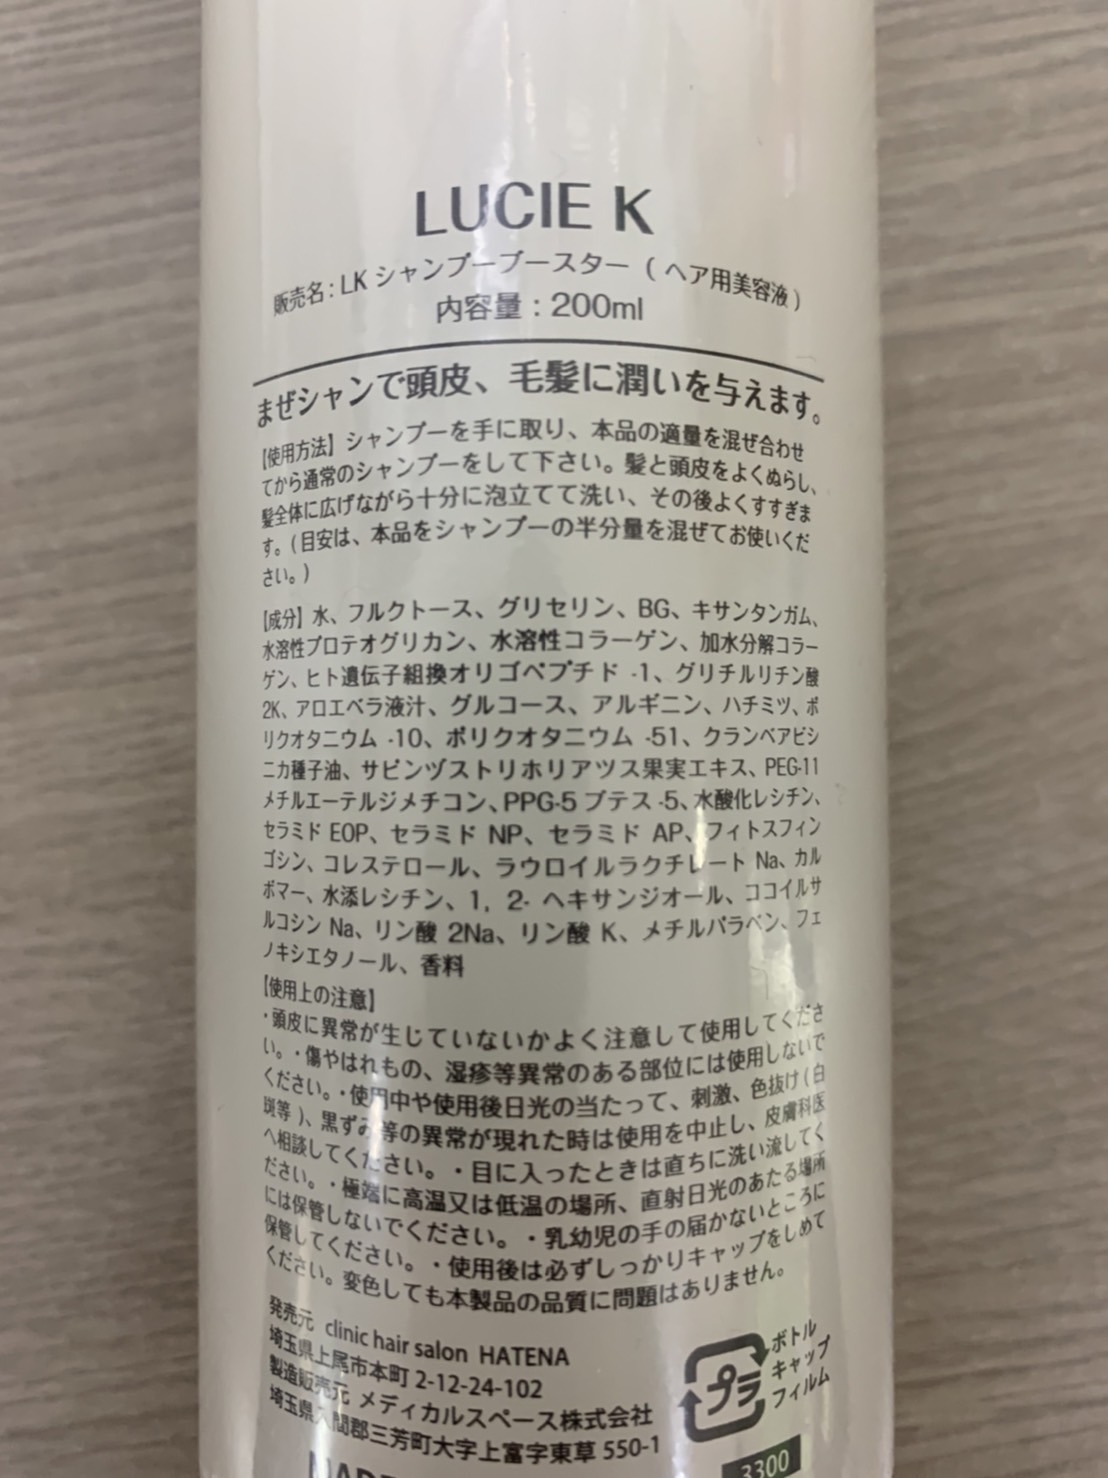 LUCIE K
販売名:LK シャンプーブースター ( ヘア用美容液 )
内容量 : 200ml
まぜシャンで頭皮、毛髪に潤いを与えます。
【使用方法】シャンプーを手に取り、本品の適量を混ぜ合わせ
てから通常のシャンプーをして下さい。髪と頭皮をよくぬらし、
髪全体に広げながら十分に泡立てて洗い、その後よくすすぎま
す。(目安は、本品をシャンプーの半分量を混ぜてお使いくだ
さい。)
【成分】水、フルクトース、グリセリン、BG、キサンタンガム、
水溶性プロテオグリカン、水溶性コラーゲン、加水分解コラー
ゲン、ヒト遺伝子組換オリゴペプチド -1、グリチルリチン酸
2K、アロエベラ液汁、グルコース、アルギニン、ハチミツ、ポ
リクオタニウム -10、ポリクオタニウム -51、クランベアビシ
ニカ種子油、サピンヅストリホリアツス果実エキス、PEG-11
メチルエーテルジメチコン、PPG-5 ブテス -5、水酸化レシチン、
セラミド EOP、セラミド NP、セラミド AP、フィトスフィン
ゴシン、コレステロール、ラウロイルラクチレート Na、カル
ボマー、水添レシチン、1, 2- ヘキサンジオール、ココイルサ
ルコシン Na、リン酸 2Na、リン酸 K、メチルパラベン、フェ
ノキシエタノール、香料
【使用上の注意】
・頭皮に異常が生じていないかよく注意して使用してくださ
い。・傷やはれもの、湿疹等異常のある部位には使用しないで
ください。・使用中や使用後日光の当たって、刺激、色抜け(白
斑等)、黒ずみ等の異常が現れた時は使用を中止し、皮膚科医
へ相談してください。・目に入ったときは直ちに洗い流してく
ださい。・極端に高温又は低温の場所、直射日光のあたる場所
には保管しないでください。・乳幼児の手の届かないところに
保管してください。・使用後は必ずしっかりキャップをしめて
ください。変色しても本製品の品質に問題はありません。
発売元 clinic hair salon HATENA
埼玉県上尾市本町 2-12-24-102
製造販売元 メディカルスペース株式会社
埼玉県入間郡三芳町大字上富字東草 550-1
プラ
ボトル
キャップ
フィルム
3300